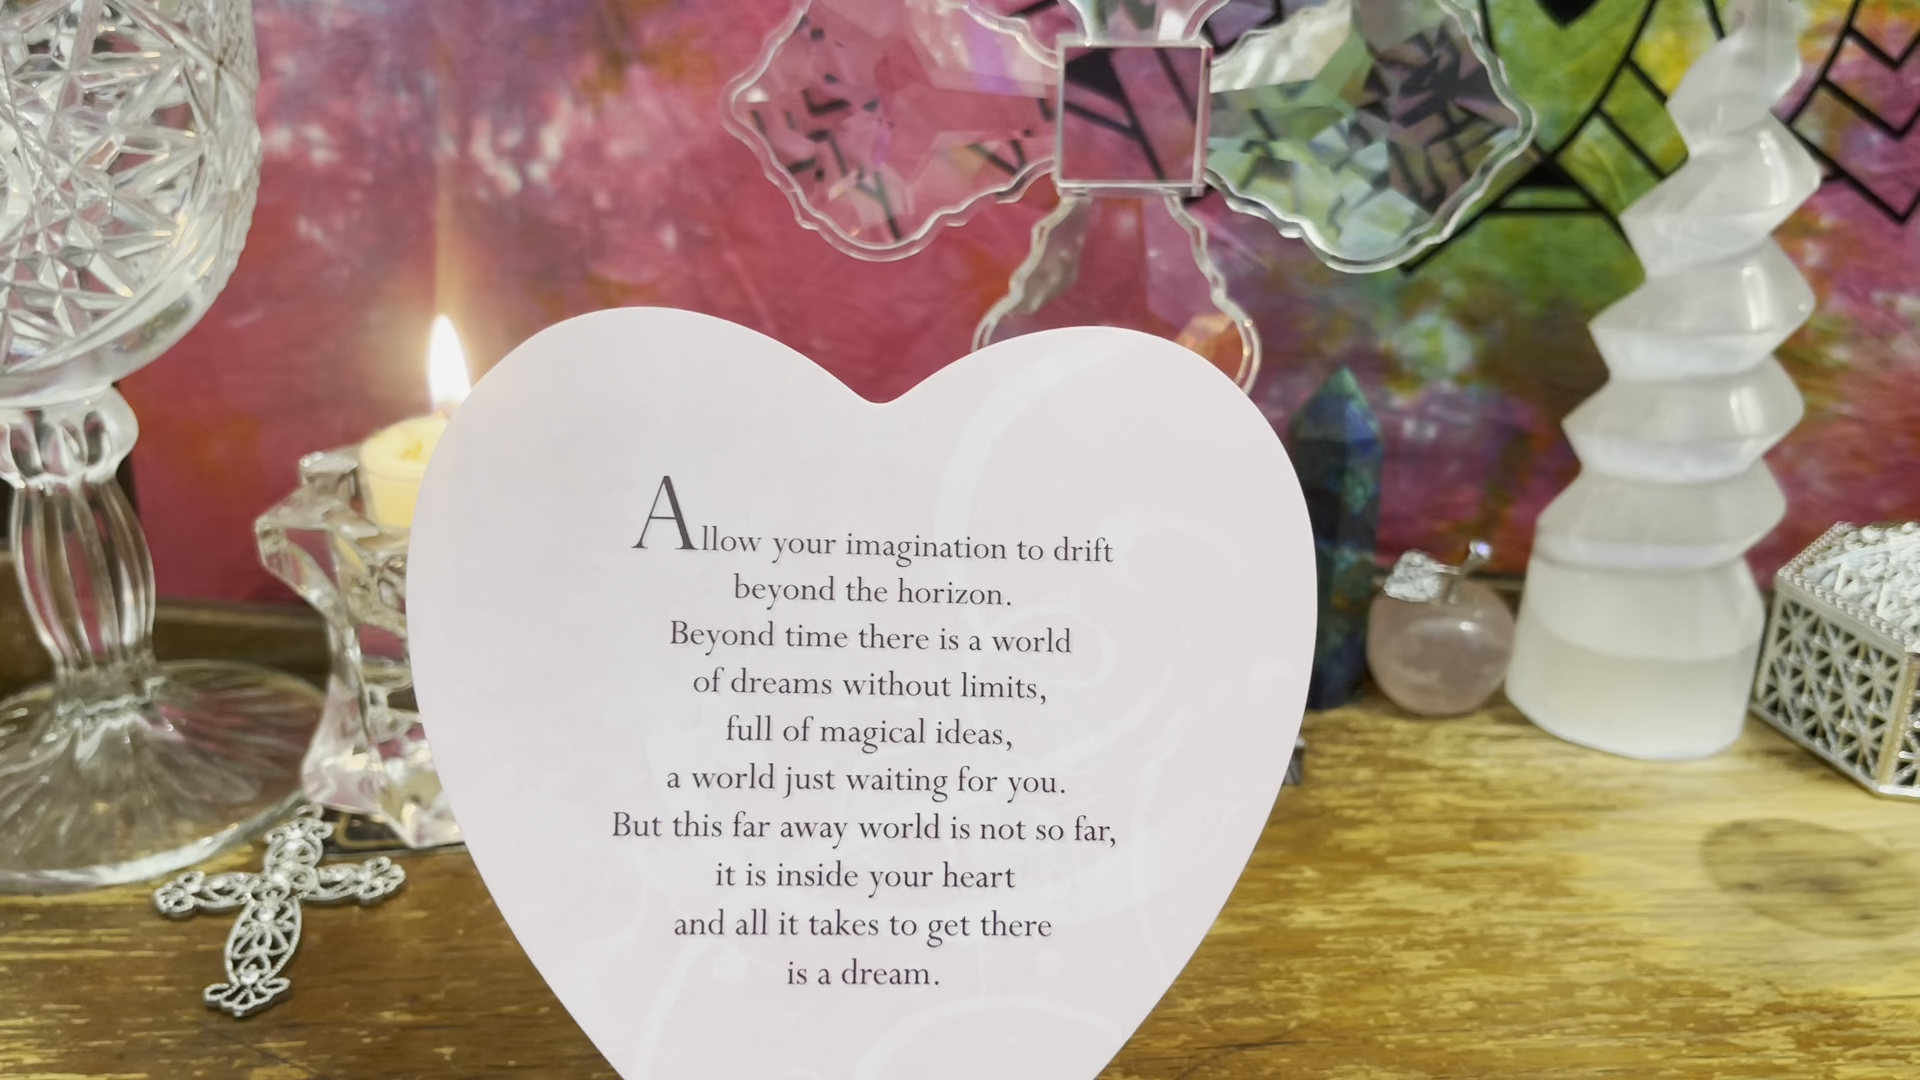 Allow your imagination to drift
beyond the horizon.
Beyond time there is a world
of dreams without limits,
full of magical ideas,
a world just waiting for you.
But this far away world is not so far,
it is inside your heart
and all it takes to get there
is a dream.